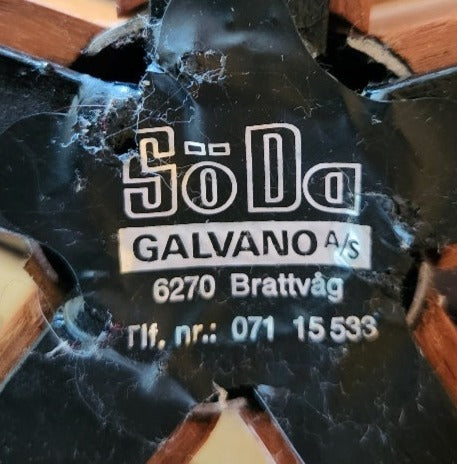 SöDa
GALVANO A/S
6270 Brattvåg
Tlf. nr.: 071 15 533